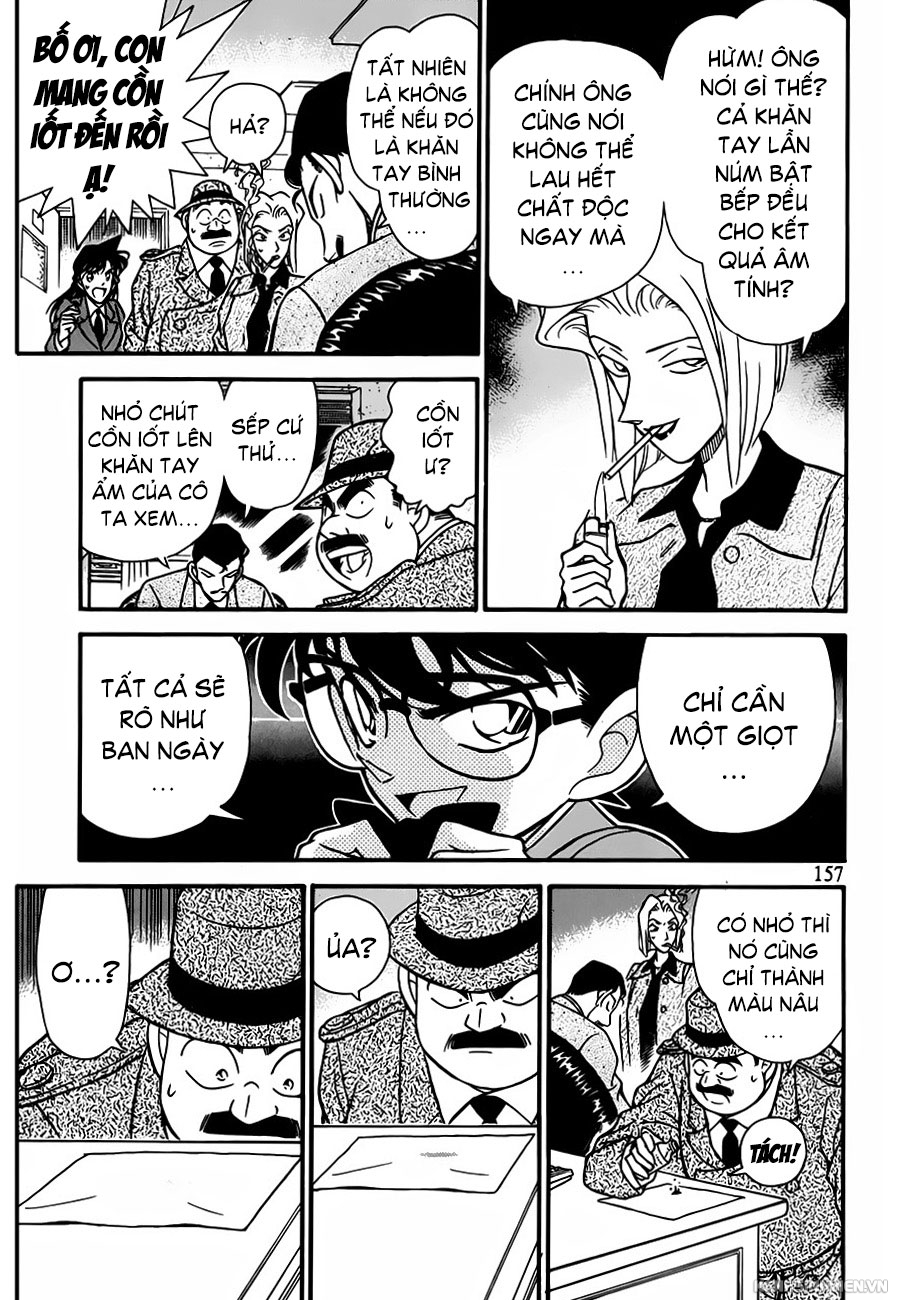 HỪM! ÔNG
NÓI GÌ THẾ?
CẢ KHĂN
TAY LẪN
NÚM BẬT
BẾP ĐỀU
CHO KẾT
QUẢ ÂM
TÍNH?
CHÍNH ÔNG
CŨNG NÓI
KHÔNG THỂ
LAU HẾT
CHẤT ĐỘC
NGAY MÀ
...
TẤT NHIÊN
LÀ KHÔNG
THỂ NẾU ĐÓ
LÀ KHĂN
TAY BÌNH
THƯỜNG
...
HẢ?
BỐ ƠI, CON
MANG CỒN
IỐT ĐẾN RỒI
Ạ!
CỒN
IỐT
Ư?
SẾP CỨ
THỬ...
NHỎ CHÚT
CỒN IỐT LÊN
KHĂN TAY
ẨM CỦA CÔ
TA XEM...
CHỈ CẦN
MỘT GIỌT
...
TẤT CẢ SẼ
RÕ NHƯ
BAN NGÀY
...
157
CÓ NHỎ THÌ
NÓ CŨNG
CHỈ THÀNH
MÀU NÂU
...
TÁCH!
ỦA?
Ơ...?